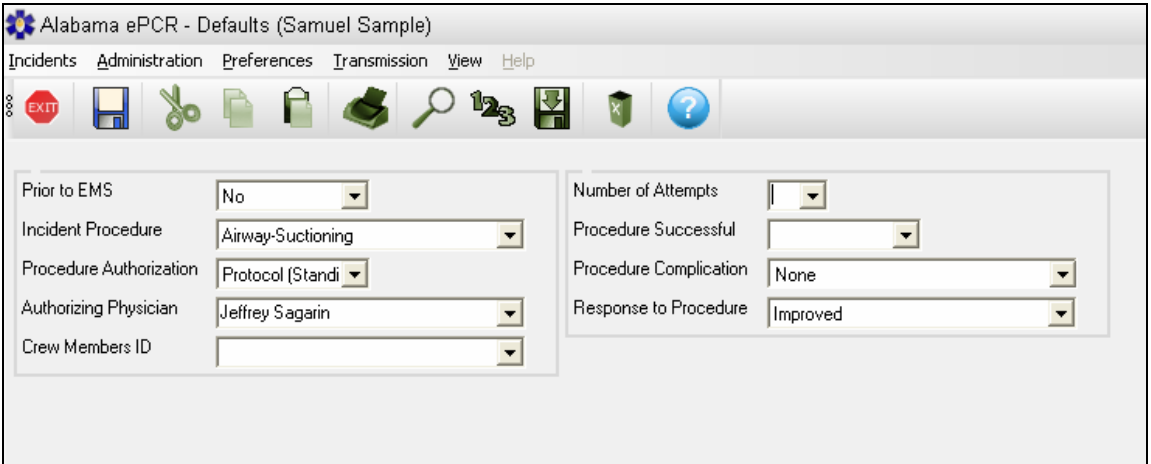 Alabama ePCR - Defaults (Samuel Sample)
Incidents Administration Preferences Transmission View Help
EXIT 123 X ?
Prior to EMS No
Incident Procedure Airway-Suctioning
Procedure Authorization Protocol (Standi
Authorizing Physician Jeffrey Sagarin
Crew Members ID
Number of Attempts
Procedure Successful
Procedure Complication None
Response to Procedure Improved